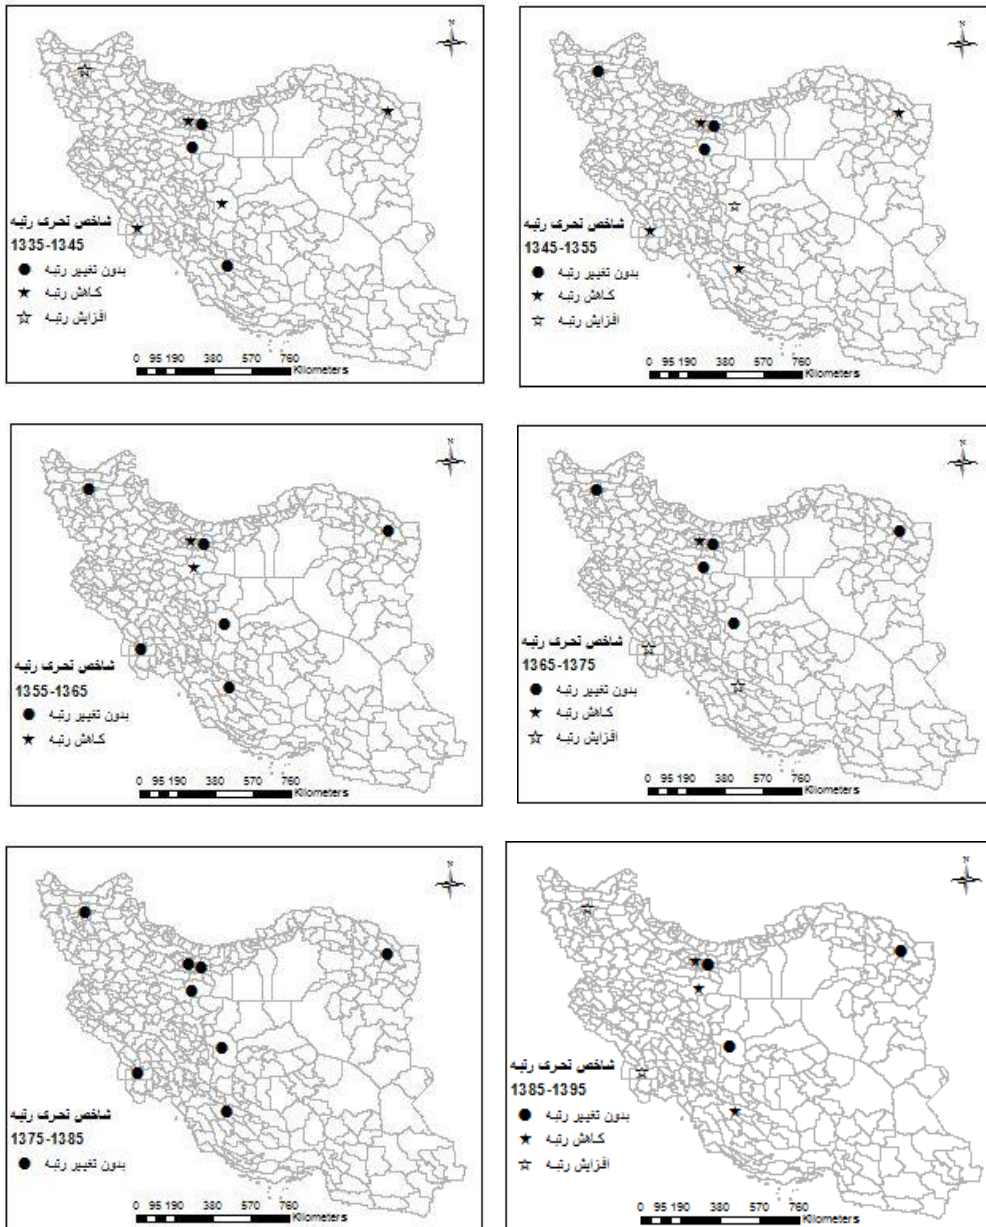 N
شاخص تحرک رتبه
1335-1345
بدون تغییر رتبه
کاهش رتبه
افزایش رتبه
0 95 190 380 570 760
Kilometers
N
شاخص تحرک رتبه
1345-1355
بدون تغییر رتبه
کاهش رتبه
افزایش رتبه
0 95 190 380 570 760
Kilometers
N
شاخص تحرک رتبه
1355-1365
بدون تغییر رتبه
کاهش رتبه
0 95 190 380 570 760
Kilometers
N
شاخص تحرک رتبه
1365-1375
بدون تغییر رتبه
کاهش رتبه
افزایش رتبه
0 95 190 380 570 760
Kilometers
N
شاخص تحرک رتبه
1375-1385
بدون تغییر رتبه
0 95 190 380 570 760
Kilometers
N
شاخص تحرک رتبه
1385-1395
بدون تغییر رتبه
کاهش رتبه
افزایش رتبه
0 95 190 380 570 760
Kilometers